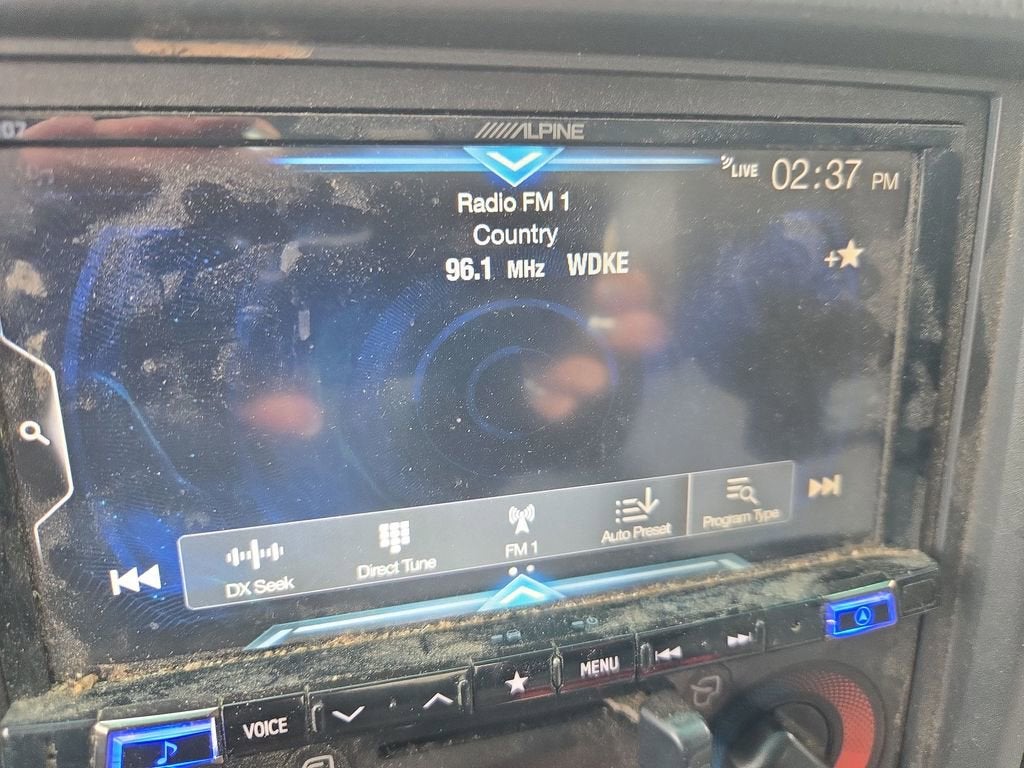 ALPINE
LIVE 02:37 PM
Radio FM 1
Country
96.1 MHz WDKE
DX Seek Direct Tune FM 1 Auto Preset Program Type
VOICE MENU